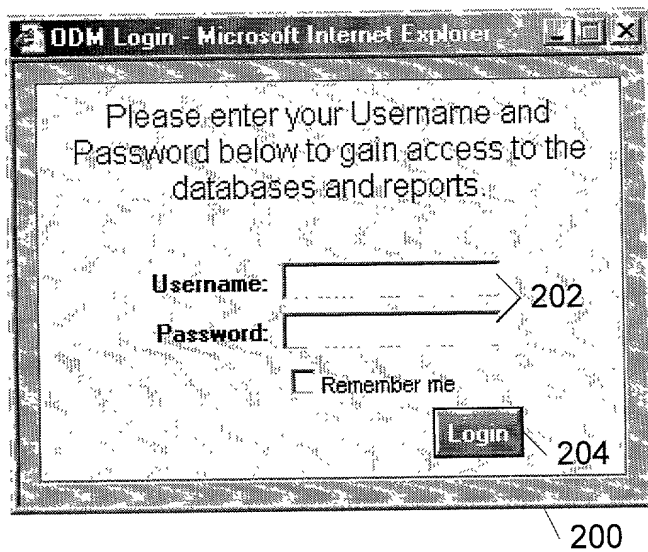 ODM Login - Microsoft Internet Explorer
Please enter your Username and
Password below to gain access to the
databases and reports.
Username:
202
Password:
Remember me
Login
204
200